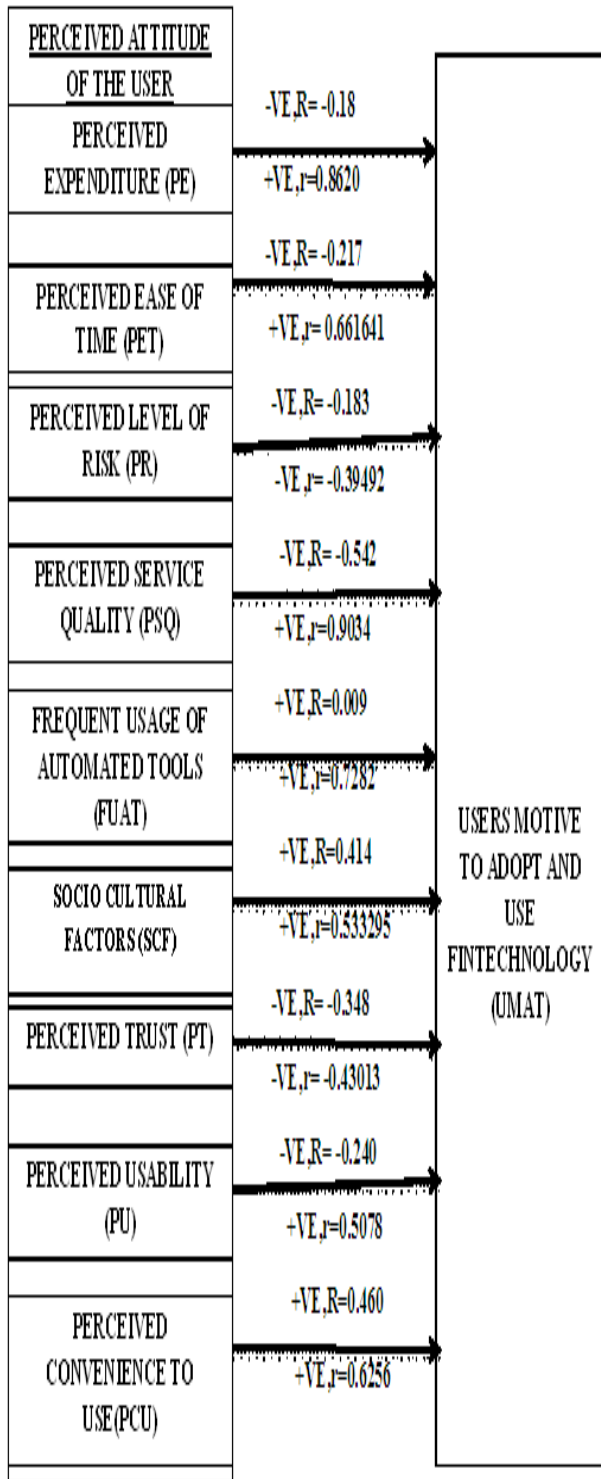 PERCEIVED ATTITUDE
OF THE USER
PERCEIVED
EXPENDITURE (PE)
-VE,R= -0.18
+VE,r=0.8620
PERCEIVED EASE OF
TIME (PET)
-VE,R= -0.217
+VE,r= 0.661641
PERCEIVED LEVEL OF
RISK (PR)
-VE,R= -0.183
-VE,r= -0.39492
PERCEIVED SERVICE
QUALITY (PSQ)
-VE,R= -0.542
+VE,r=0.9034
FREQUENT USAGE OF
AUTOMATED TOOLS
(FUAT)
+VE,R=0.009
+VE,r=0.7282
SOCIO CULTURAL
FACTORS (SCF)
+VE,R=0.414
+VE,r=0.533295
PERCEIVED TRUST (PT)
-VE,R= -0.348
-VE,r= -0.43013
PERCEIVED USABILITY
(PU)
-VE,R= -0.240
+VE,r=0.5078
PERCEIVED
CONVENIENCE TO
USE(PCU)
+VE,R=0.460
+VE,r=0.6256
USERS MOTIVE
TO ADOPT AND
USE
FINTECHNOLOGY
(UMAT)